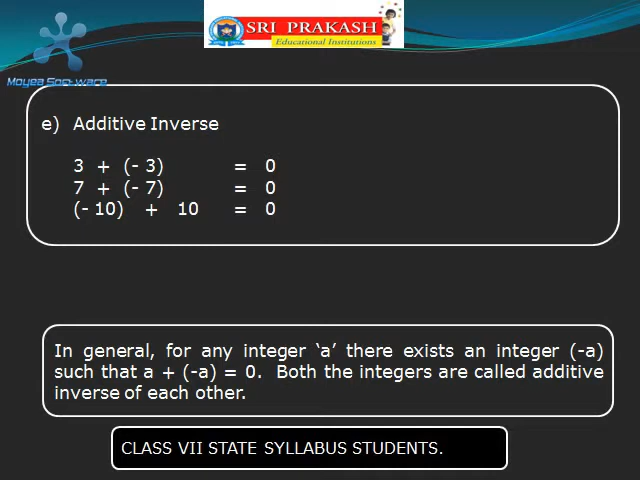 SRI PRAKASH
Educational Institutions
Moyea Software
e) Additive Inverse
3 + (- 3) = 0
7 + (- 7) = 0
(- 10) + 10 = 0
In general, for any integer ‘a’ there exists an integer (-a)
such that a + (-a) = 0. Both the integers are called additive
inverse of each other.
CLASS VII STATE SYLLABUS STUDENTS.